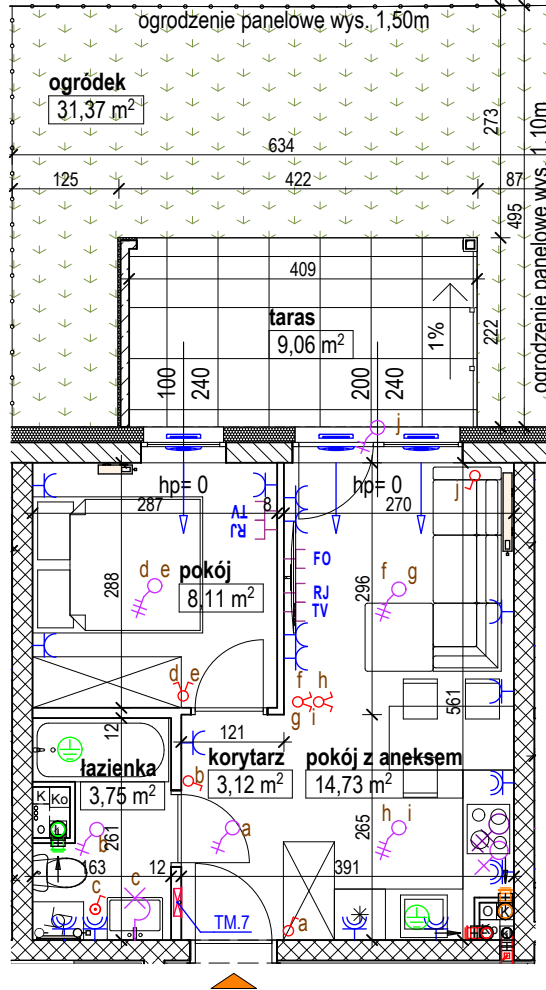 ogrodzenie panelowe wys. 1,50m
ogródek
31,37 m²
273
ogrodzenie panelowe wys. 1,10m
634
125
422
87
495
409
taras
9,06 m²
1%
222
100
240
200
240
j
hp= 0
hp= 0
j
287
8
270
TV
RJ
FO
d e
pokój
8,11 m²
288
296
f g
RJ
TV
d e
f h
g i
561
12
121
korytarz
3,12 m²
pokój z aneksem
14,73 m²
łazienka
3,75 m²
b
K
Ko
b
261
a
265
h i
163
12
391
c
c
TM.7
a
K
K